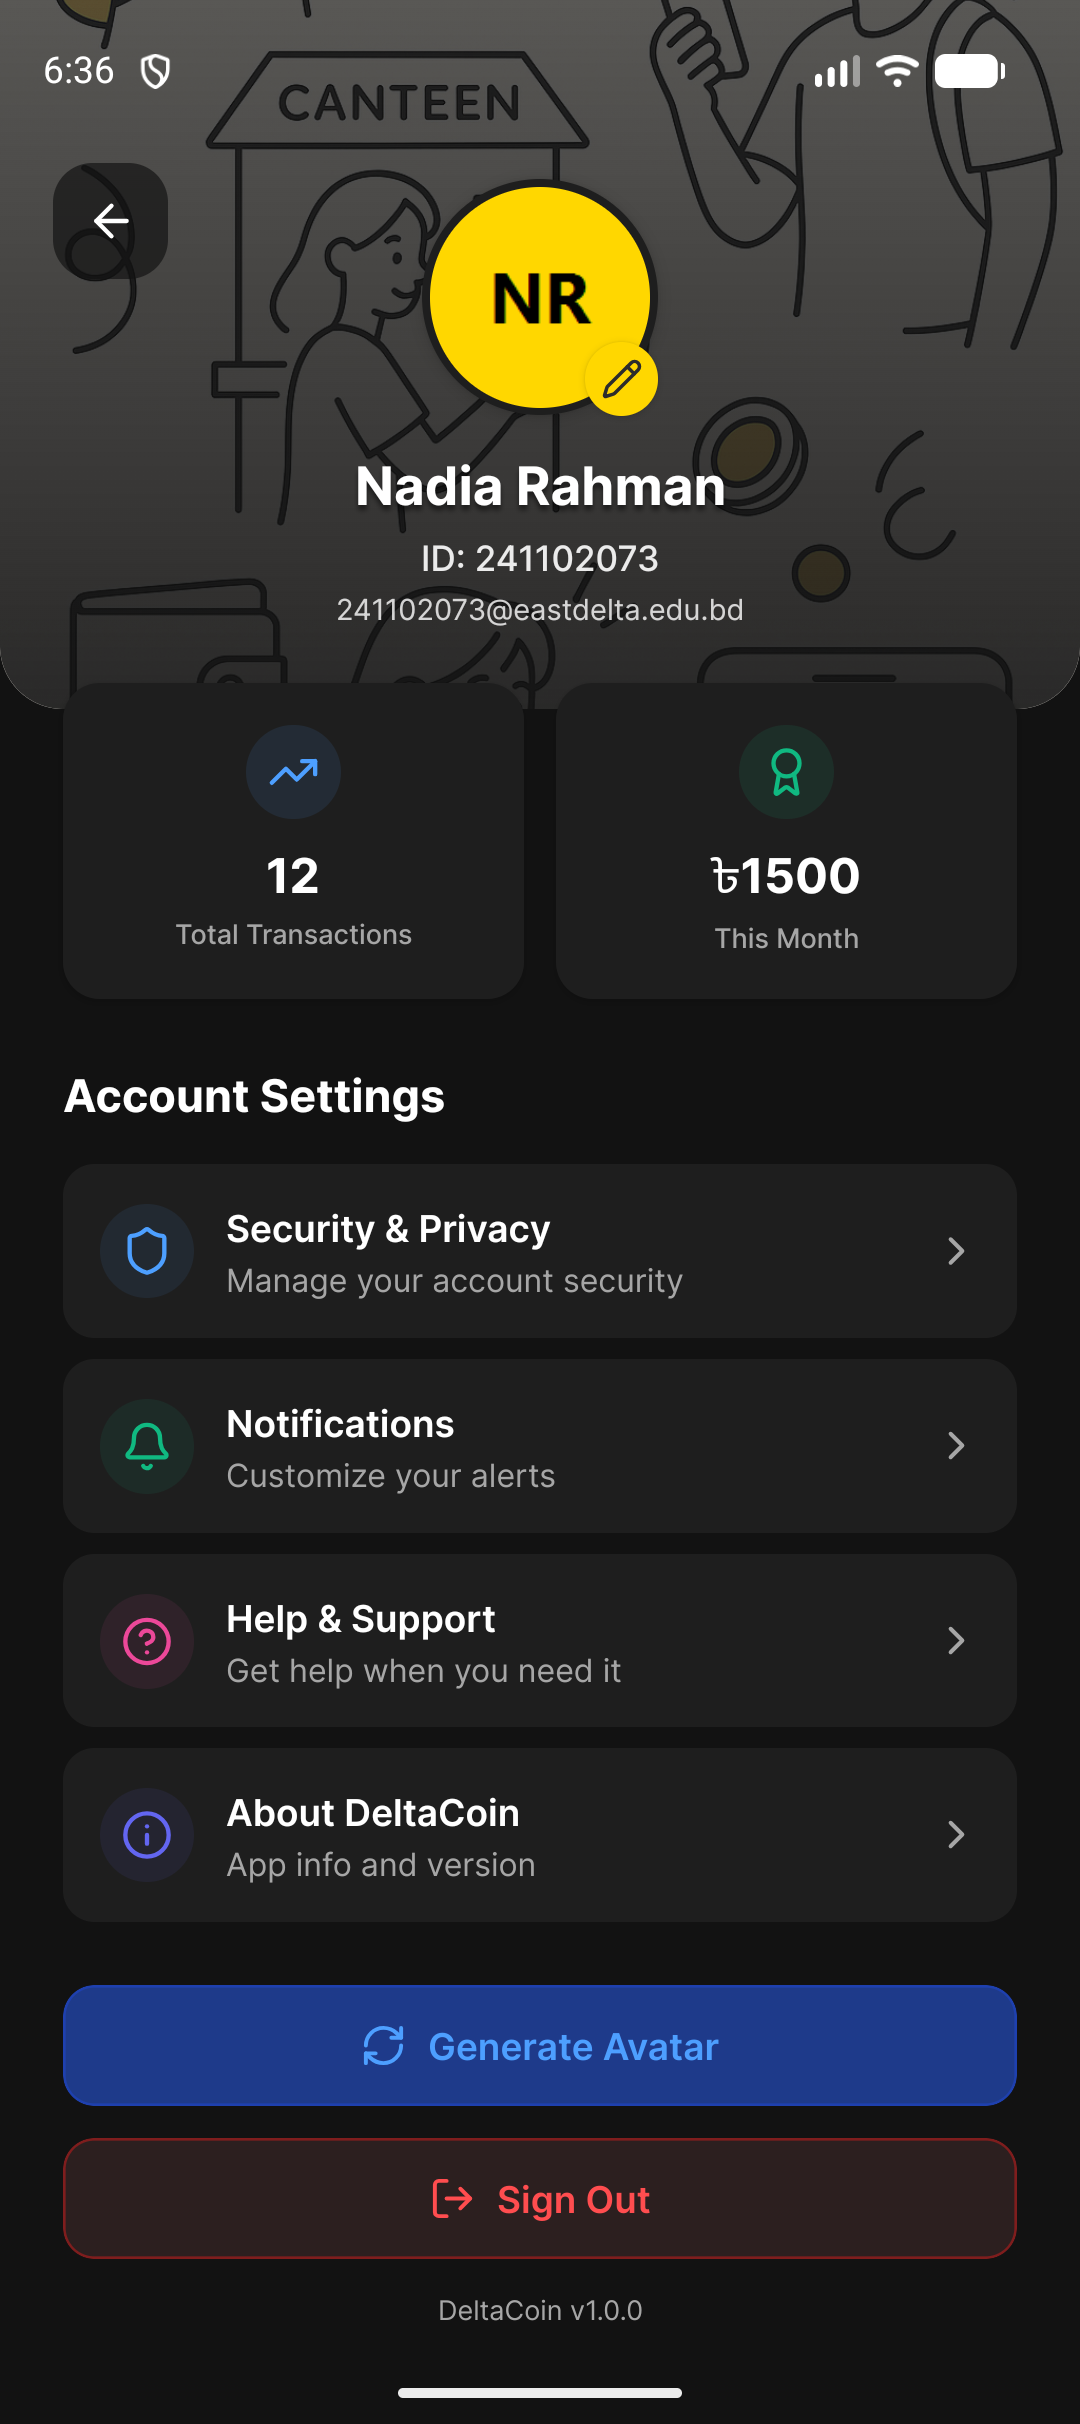 6:36
CANTEEN
NR
Nadia Rahman
ID: 241102073
241102073@eastdelta.edu.bd
12
Total Transactions
৳1500
This Month
Account Settings
Security & Privacy
Manage your account security
Notifications
Customize your alerts
Help & Support
Get help when you need it
About DeltaCoin
App info and version
Generate Avatar
Sign Out
DeltaCoin v1.0.0